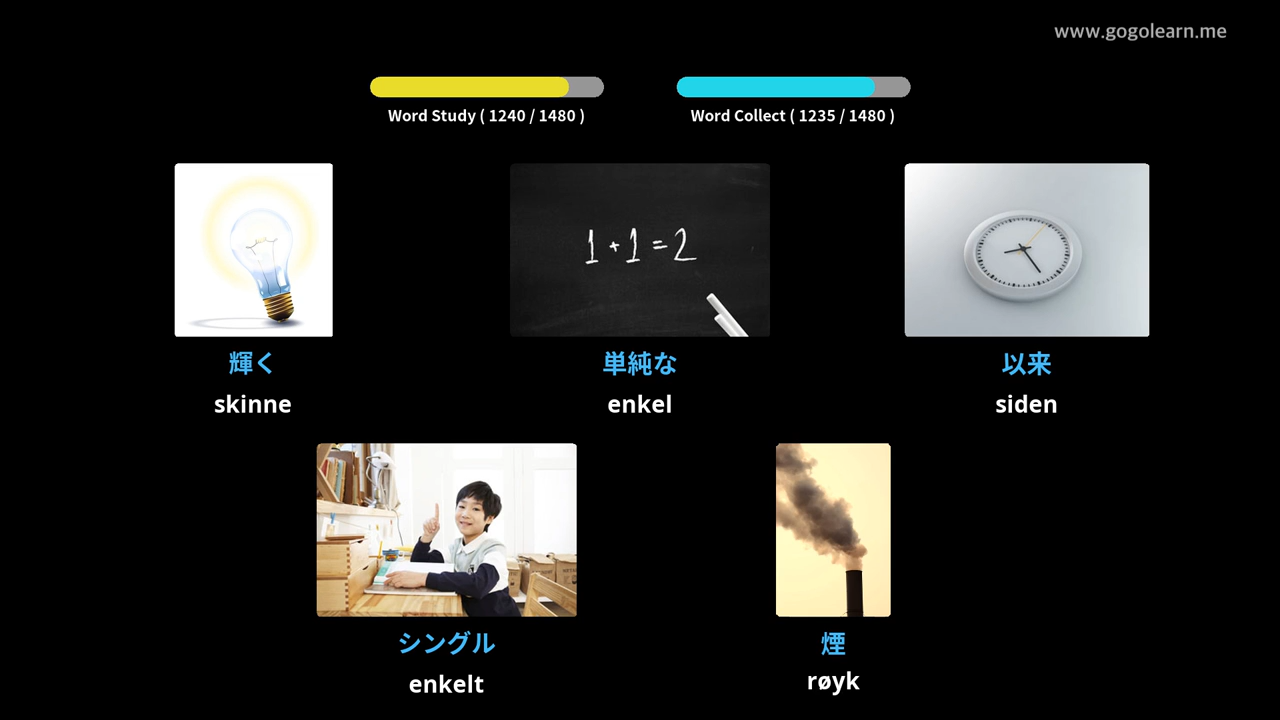 www.gogolearn.me
Word Study ( 1240 / 1480 )
Word Collect ( 1235 / 1480 )
1+1=2
輝く
skinne
単純な
enkel
以来
siden
シングル
enkelt
煙
røyk